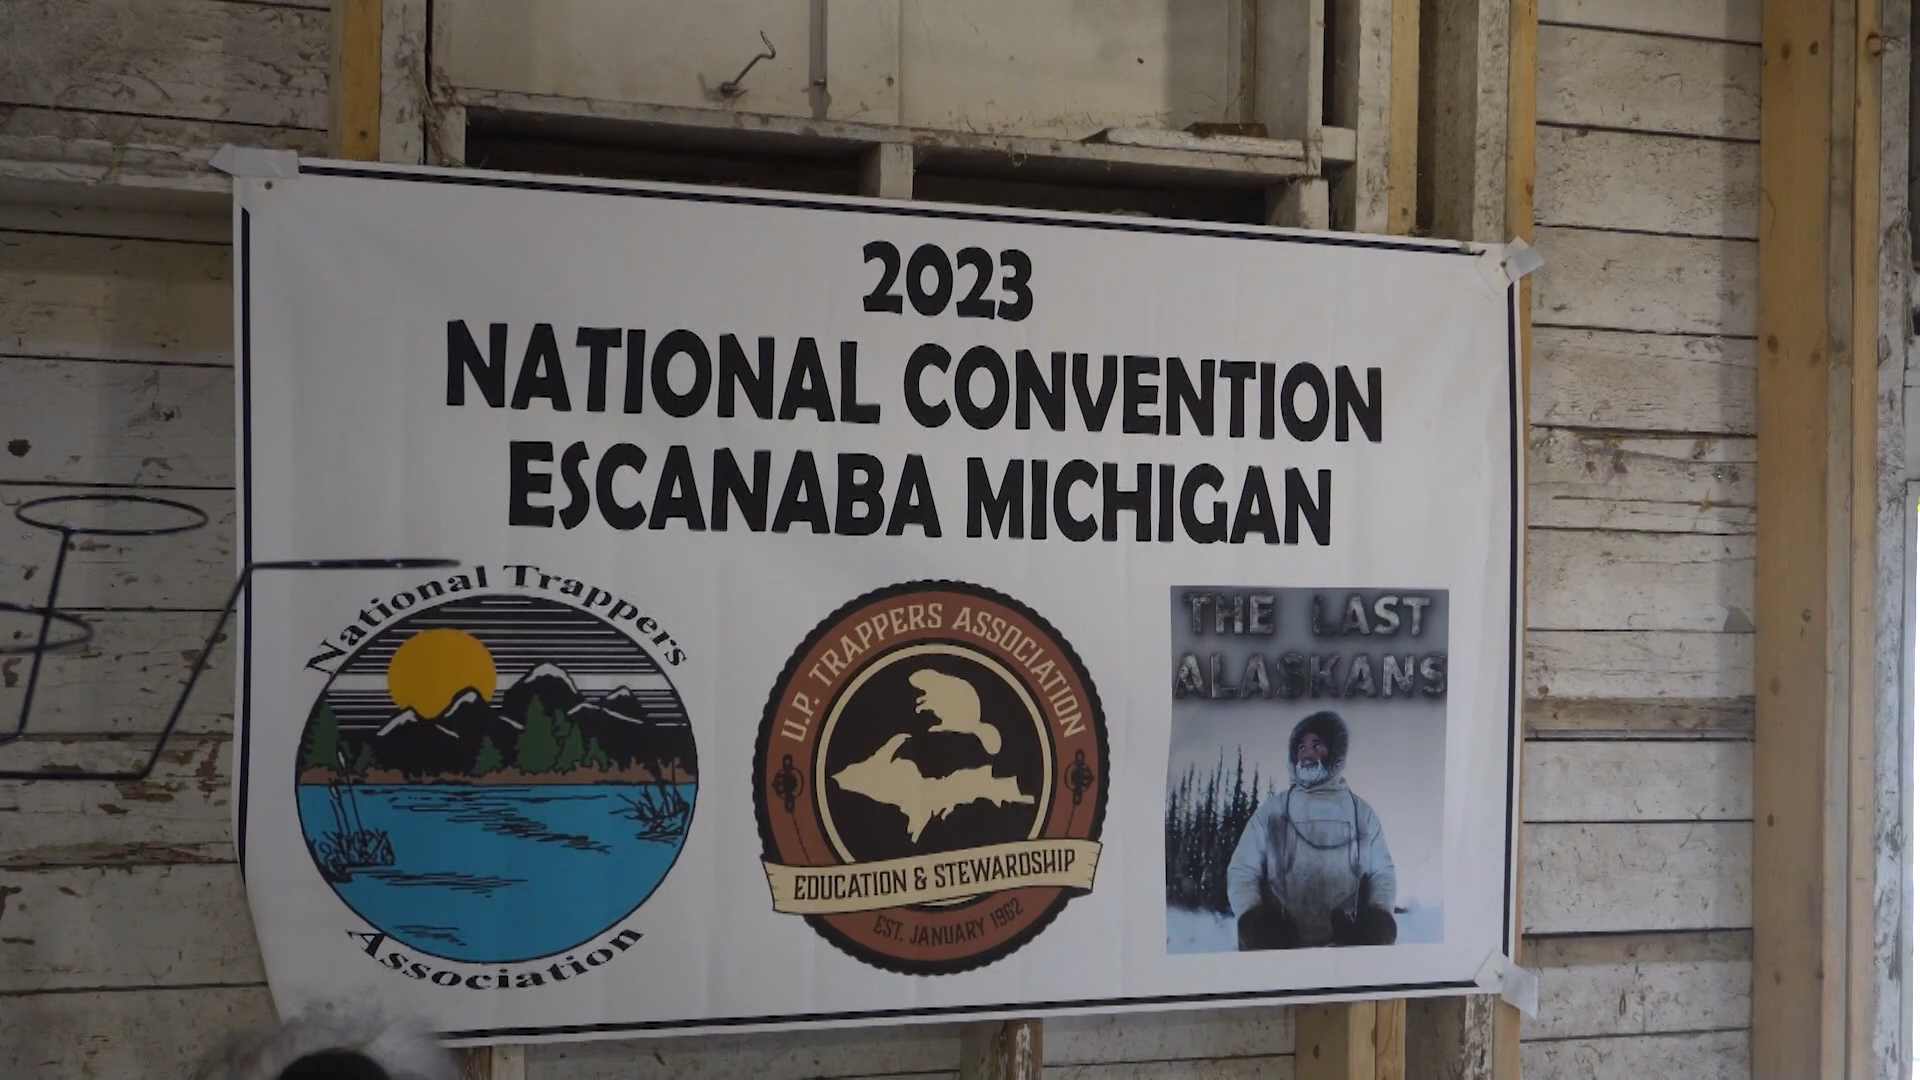 2023
NATIONAL CONVENTION
ESCANABA MICHIGAN
National Trappers
Association
U.P. TRAPPERS ASSOCIATION
EDUCATION & STEWARDSHIP
EST. JANUARY 1962
THE LAST
ALASKANS